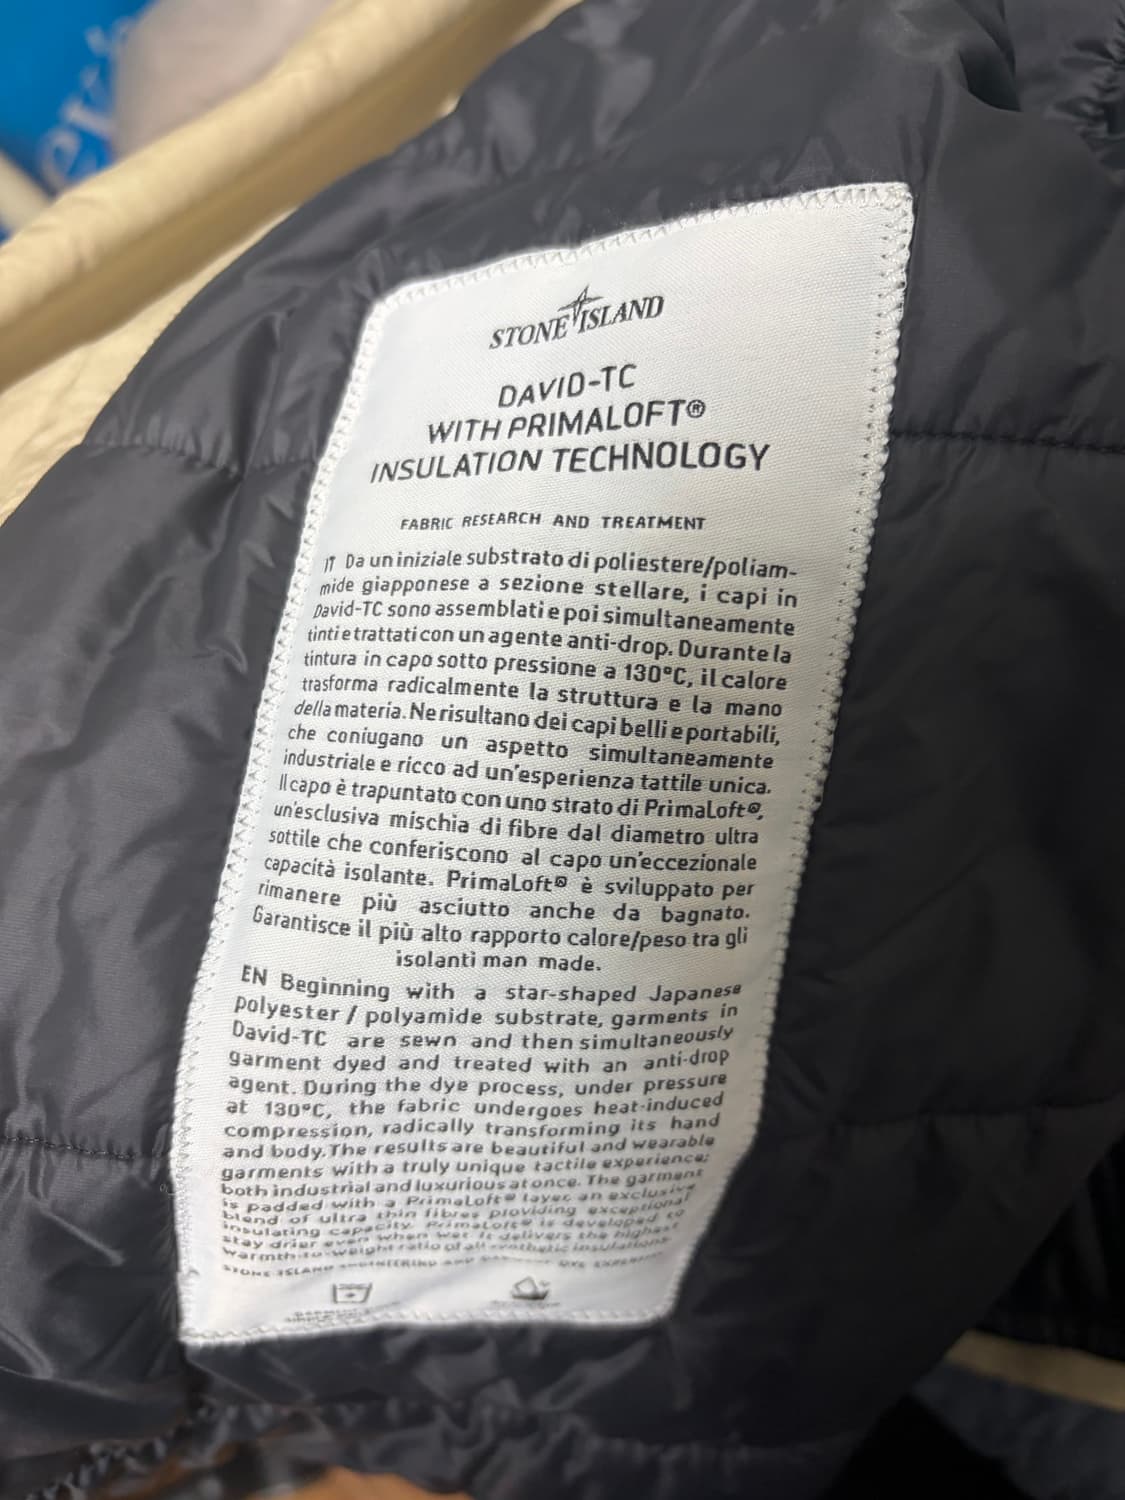 STONE ISLAND
DAVID-TC
WITH PRIMALOFT®
INSULATION TECHNOLOGY
FABRIC RESEARCH AND TREATMENT
IT Da un iniziale substrato di poliestere/poliam-
mide giapponese a sezione stellare, i capi in
David-TC sono assemblati e poi simultaneamente
tinti e trattati con un agente anti-drop. Durante la
tintura in capo sotto pressione a 130°C, il calore
trasforma radicalmente la struttura e la mano
della materia. Ne risultano dei capi belli e portabili,
che coniugano un aspetto simultaneamente
industriale e ricco ad un'esperienza tattile unica.
Il capo è trapuntato con uno strato di PrimaLoft®,
un'esclusiva mischia di fibre dal diametro ultra
sottile che conferiscono al capo un'eccezionale
capacità isolante. PrimaLoft® è sviluppato per
rimanere più asciutto anche da bagnato.
Garantisce il più alto rapporto calore/peso tra gli
isolanti man made.
EN Beginning with a star-shaped Japanese
polyester / polyamide substrate, garments in
David-TC are sewn and then simultaneously
garment dyed and treated with an anti-drop
agent. During the dye process, under pressure
at 130°C, the fabric undergoes heat-induced
compression, radically transforming its hand
and body. The results are beautiful and wearable
garments with a truly unique tactile experience;
both industrial and luxurious at once. The garment
is padded with a PrimaLoft® layer, an exclusive
blend of ultra thin fibres providing exceptional
insulating capacity. PrimaLoft® is developed to
stay drier even when wet. It delivers the highest
warmth-to-weight ratio of all synthetic insulations.
STONE ISLAND